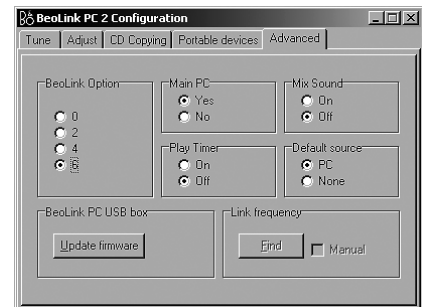 BeoLink PC 2 Configuration
Tune Adjust CD Copying Portable devices Advanced
BeoLink Option
0
2
4
6
Main PC
Yes
No
Mix Sound
On
Off
Play Timer
On
Off
Default source
PC
None
BeoLink PC USB box
Update firmware
Link frequency
Find
Manual